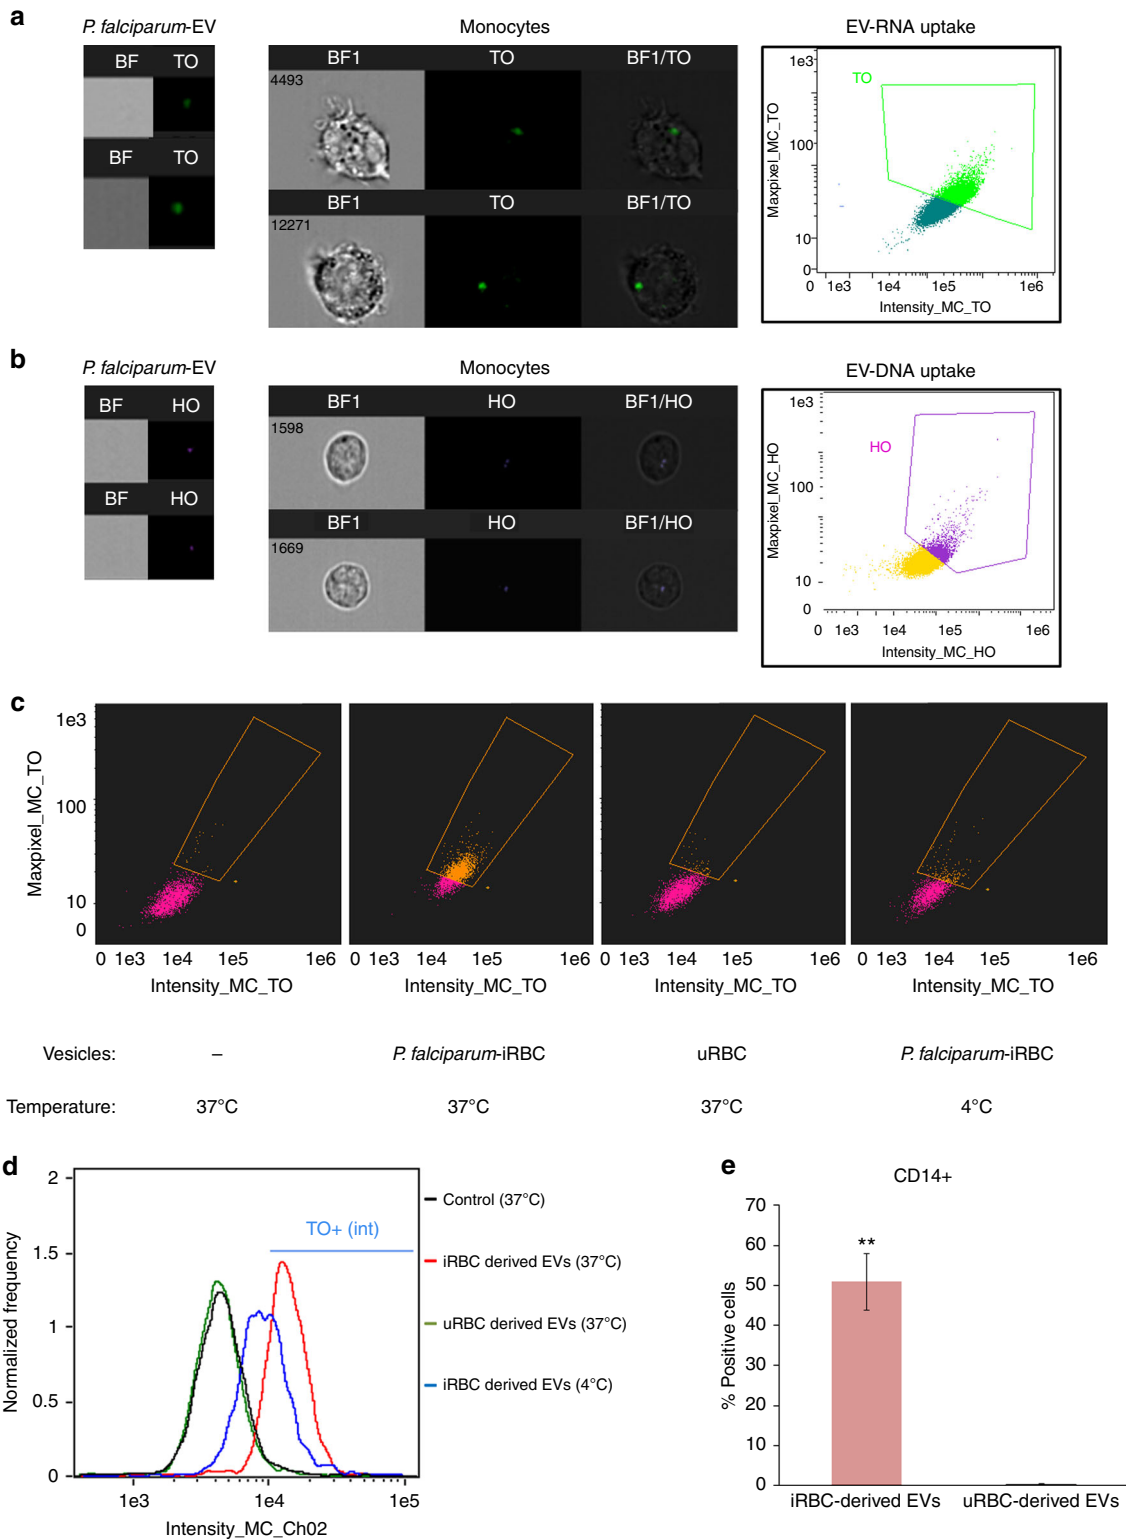 a
P. falciparum-EV
Monocytes
EV-RNA uptake
BF TO
BF TO
BF1 TO BF1/TO
4493
BF1 TO BF1/TO
12271
TO
Maxpixel_MC_TO
1e3
100
10
0
0 1e3 1e4 1e5 1e6
Intensity_MC_TO
b
P. falciparum-EV
Monocytes
EV-DNA uptake
BF HO
BF HO
BF1 HO BF1/HO
1598
BF1 HO BF1/HO
1669
HO
Maxpixel_MC_HO
1e3
100
10
0
0 1e3 1e4 1e5 1e6
Intensity_MC_HO
c
Maxpixel_MC_TO
1e3
100
10
0
0 1e3 1e4 1e5 1e6
0 1e3 1e4 1e5 1e6
0 1e3 1e4 1e5 1e6
0 1e3 1e4 1e5 1e6
Intensity_MC_TO
Intensity_MC_TO
Intensity_MC_TO
Intensity_MC_TO
Vesicles: – P. falciparum-iRBC uRBC P. falciparum-iRBC
Temperature: 37°C 37°C 37°C 4°C
d
Normalized frequency
2
1.5
1
0.5
0
TO+ (int)
1e3 1e4 1e5
Intensity_MC_Ch02
Control (37°C)
iRBC derived EVs (37°C)
uRBC derived EVs (37°C)
iRBC derived EVs (4°C)
e
CD14+
% Positive cells
70
60
50
40
30
20
10
0
**
iRBC-derived EVs uRBC-derived EVs